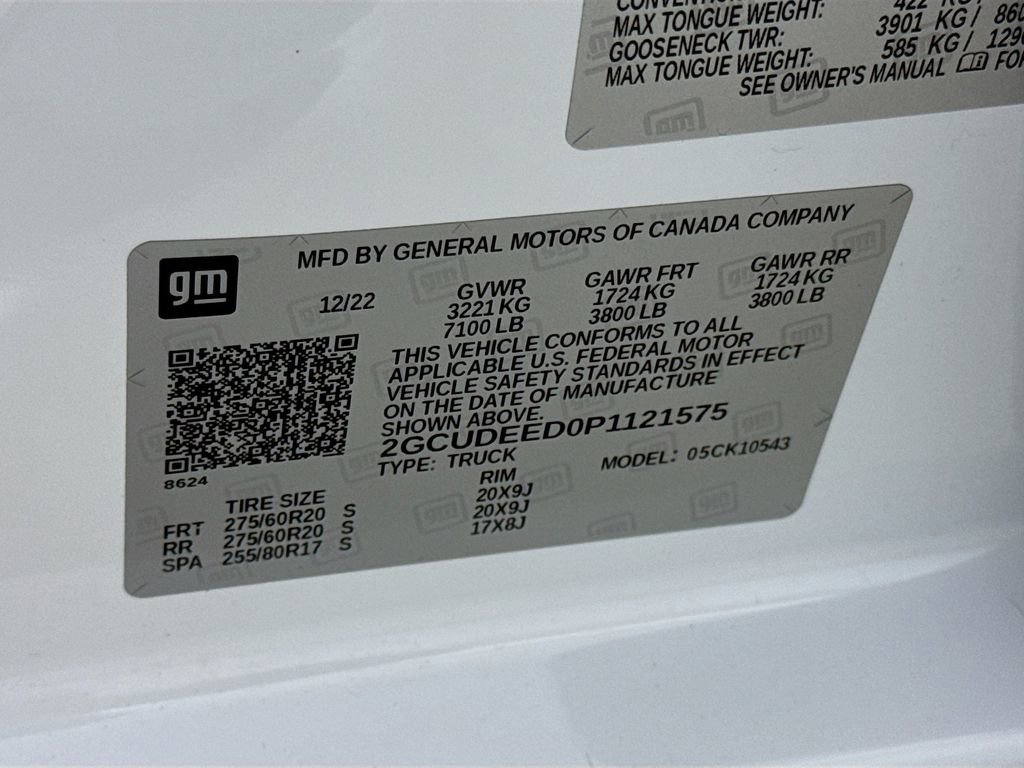 MAX TONGUE WEIGHT: 422
GOOSENECK TWR: 3901 KG/
MAX TONGUE WEIGHT: 585 KG/
SEE OWNER'S MANUAL
MFD BY GENERAL MOTORS OF CANADA COMPANY
gm
12/22
GVWR GAWR FRT GAWR RR
3221 KG 1724 KG 1724 KG
7100 LB 3800 LB 3800 LB
THIS VEHICLE CONFORMS TO ALL
APPLICABLE U.S. FEDERAL MOTOR
VEHICLE SAFETY STANDARDS IN EFFECT
ON THE DATE OF MANUFACTURE
SHOWN ABOVE.
2GCUDEED0P1121575
TYPE: TRUCK MODEL: 05CK10543
8624
TIRE SIZE RIM
FRT 275/60R20 S 20X9J
RR 275/60R20 S 20X9J
SPA 255/80R17 S 17X8J